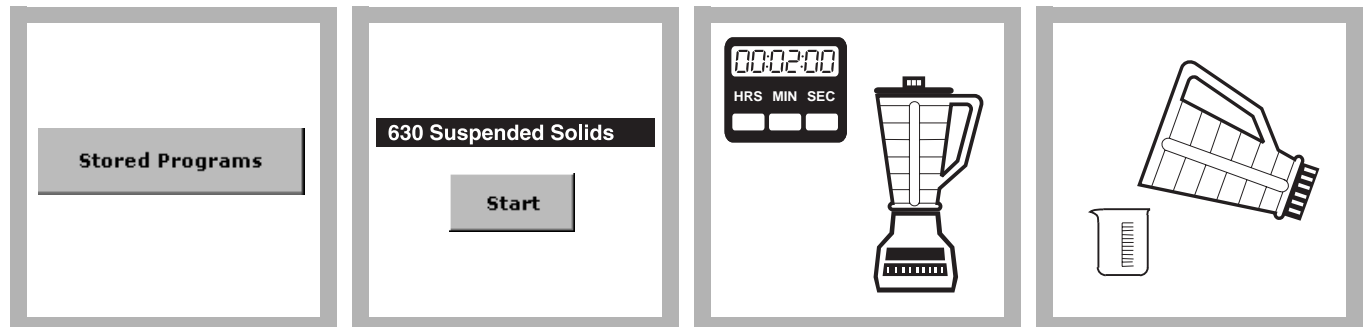 Stored Programs
630 Suspended Solids
Start
00:02:00
HRS MIN SEC